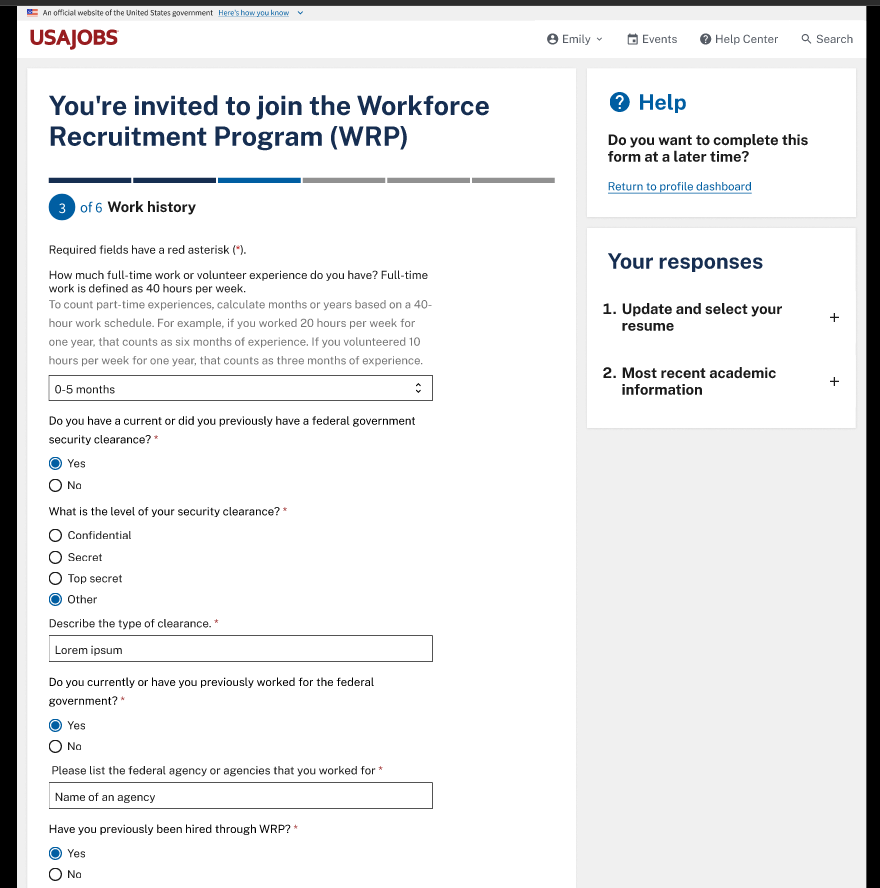 An official website of the United States government Here's how you know
USAJOBS
Emily
Events
Help Center
Search
You're invited to join the Workforce
Recruitment Program (WRP)
3 of 6 Work history
Required fields have a red asterisk (*).
How much full-time work or volunteer experience do you have? Full-time
work is defined as 40 hours per week.
To count part-time experiences, calculate months or years based on a 40-
hour work schedule. For example, if you worked 20 hours per week for
one year, that counts as six months of experience. If you volunteered 10
hours per week for one year, that counts as three months of experience.
0-5 months
Do you have a current or did you previously have a federal government
security clearance? *
Yes
No
What is the level of your security clearance? *
Confidential
Secret
Top secret
Other
Describe the type of clearance. *
Lorem ipsum
Do you currently or have you previously worked for the federal
government? *
Yes
No
Please list the federal agency or agencies that you worked for *
Name of an agency
Have you previously been hired through WRP? *
Yes
No
Help
Do you want to complete this
form at a later time?
Return to profile dashboard
Your responses
1. Update and select your
resume
2. Most recent academic
information